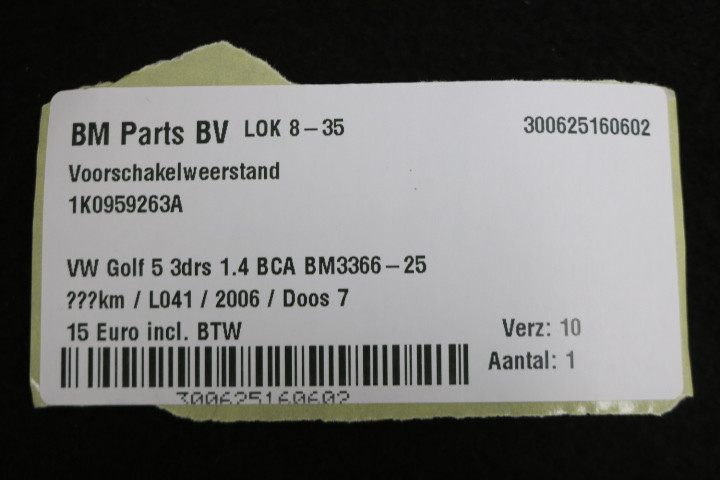 BM Parts BV LOK 8-35 300625160602
Voorschakelweerstand
1K0959263A
VW Golf 5 3drs 1.4 BCA BM3366-25
???km / L041 / 2006 / Doos 7
15 Euro incl. BTW Verz: 10
Aantal: 1
300625160602